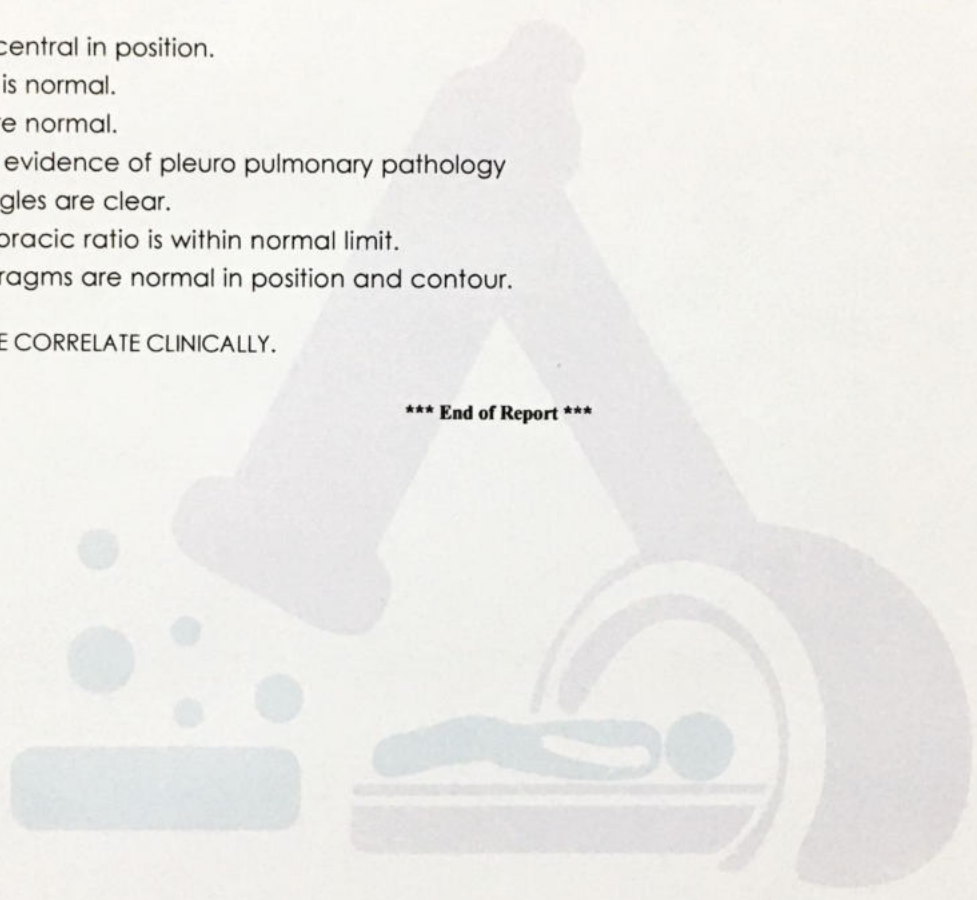 central in position.
is normal.
re normal.
evidence of pleuro pulmonary pathology
gles are clear.
oracic ratio is within normal limit.
ragms are normal in position and contour.
E CORRELATE CLINICALLY.
*** End of Report ***